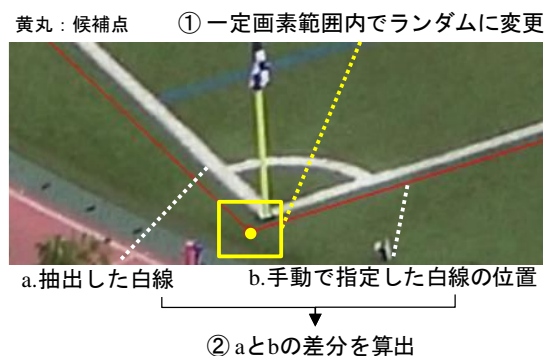 黄丸：候補点
① 一定画素範囲内でランダムに変更
a.抽出した白線
b.手動で指定した白線の位置
② aとbの差分を算出